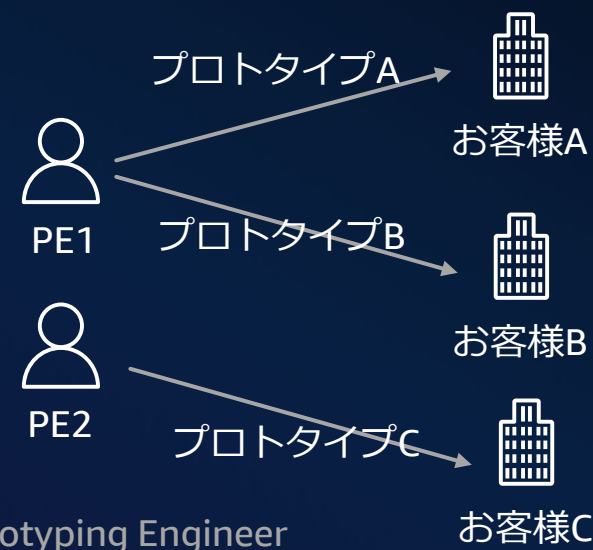 プロトタイプA
お客様A
PE1
プロトタイプB
お客様B
PE2
プロトタイプC
お客様C
otyping Engineer